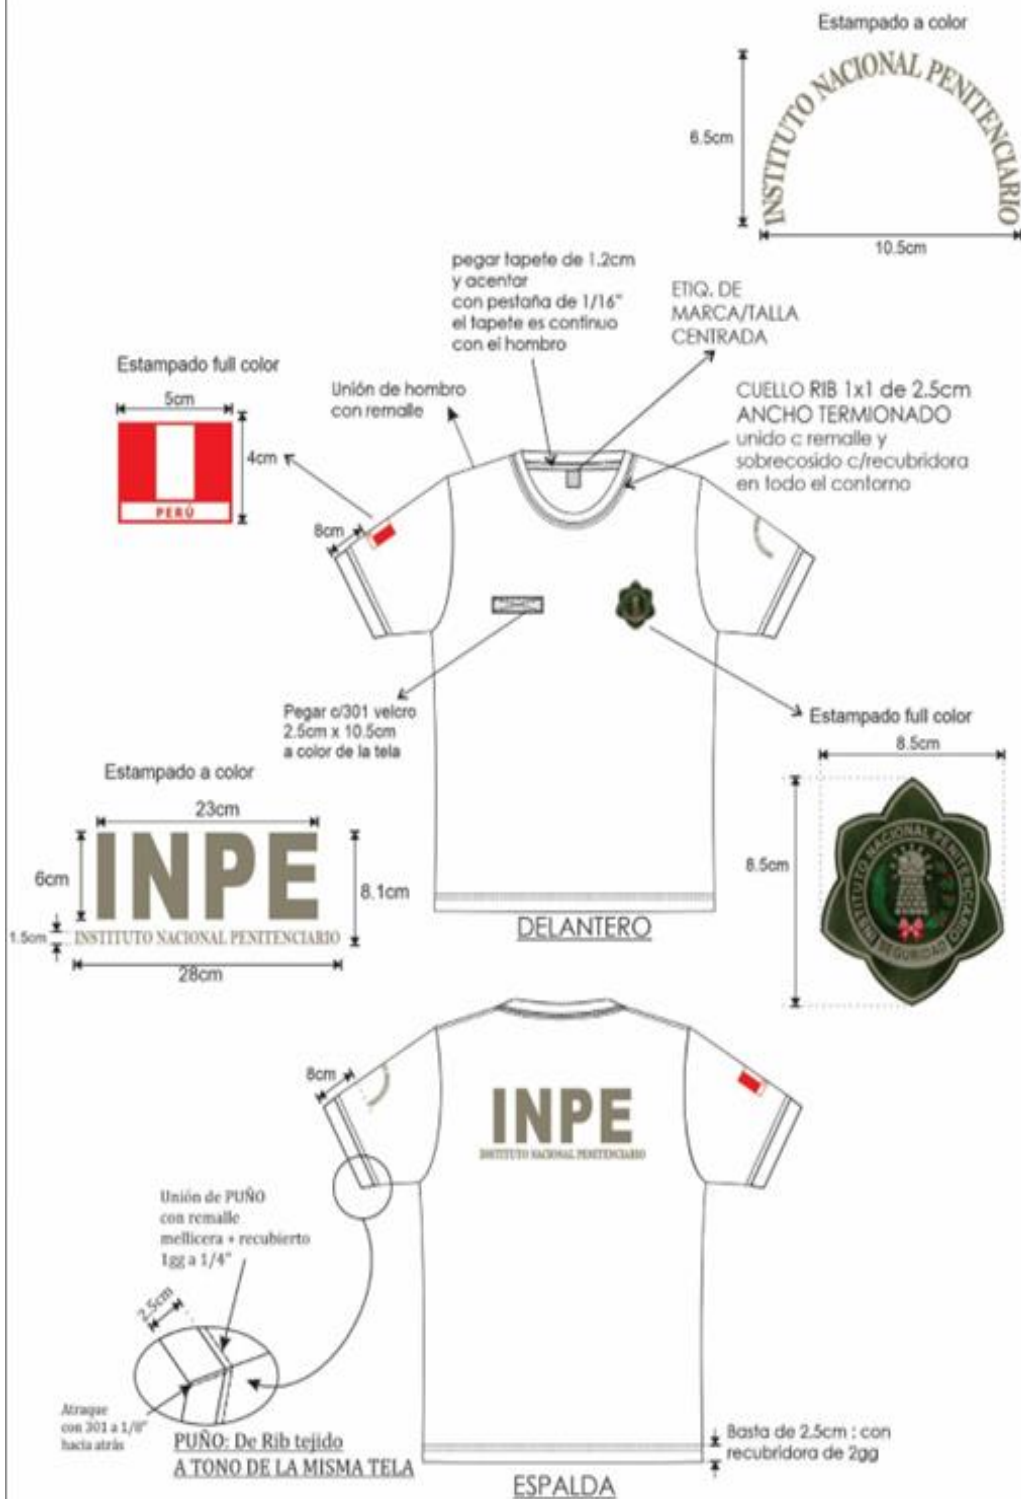 Estampado a color
INSTITUTO NACIONAL PENITENCIARIO
6.5cm
10.5cm
pegar tapete de 1.2cm
y acentar
con pestaña de 1/16"
el tapete es continuo
con el hombro
ETIQ. DE
MARCA/TALLA
CENTRADA
Estampado full color
5cm
4cm
PERÚ
Unión de hombro
con remalle
CUELLO RIB 1x1 de 2.5cm
ANCHO TERMIONADO
unido c remalle y
sobrecosido c/recubridora
en todo el contorno
8cm
Pegar c/301 velcro
2.5cm x 10.5cm
a color de la tela
Estampado full color
8.5cm
8.5cm
INSTITUTO NACIONAL PENITENCIARIO
SEGURIDAD
Estampado a color
23cm
INPE
6cm
8.1cm
1.5cm
INSTITUTO NACIONAL PENITENCIARIO
28cm
DELANTERO
8cm
INPE
INSTITUTO NACIONAL PENITENCIARIO
Unión de PUÑO
con remalle
mellicera + recubierto
1gg a 1/4"
2.5cm
Atraque
con 301 a 1/8"
hacia atrás
PUÑO: De Rib tejido
A TONO DE LA MISMA TELA
Basta de 2.5cm : con
recubridora de 2gg
ESPALDA